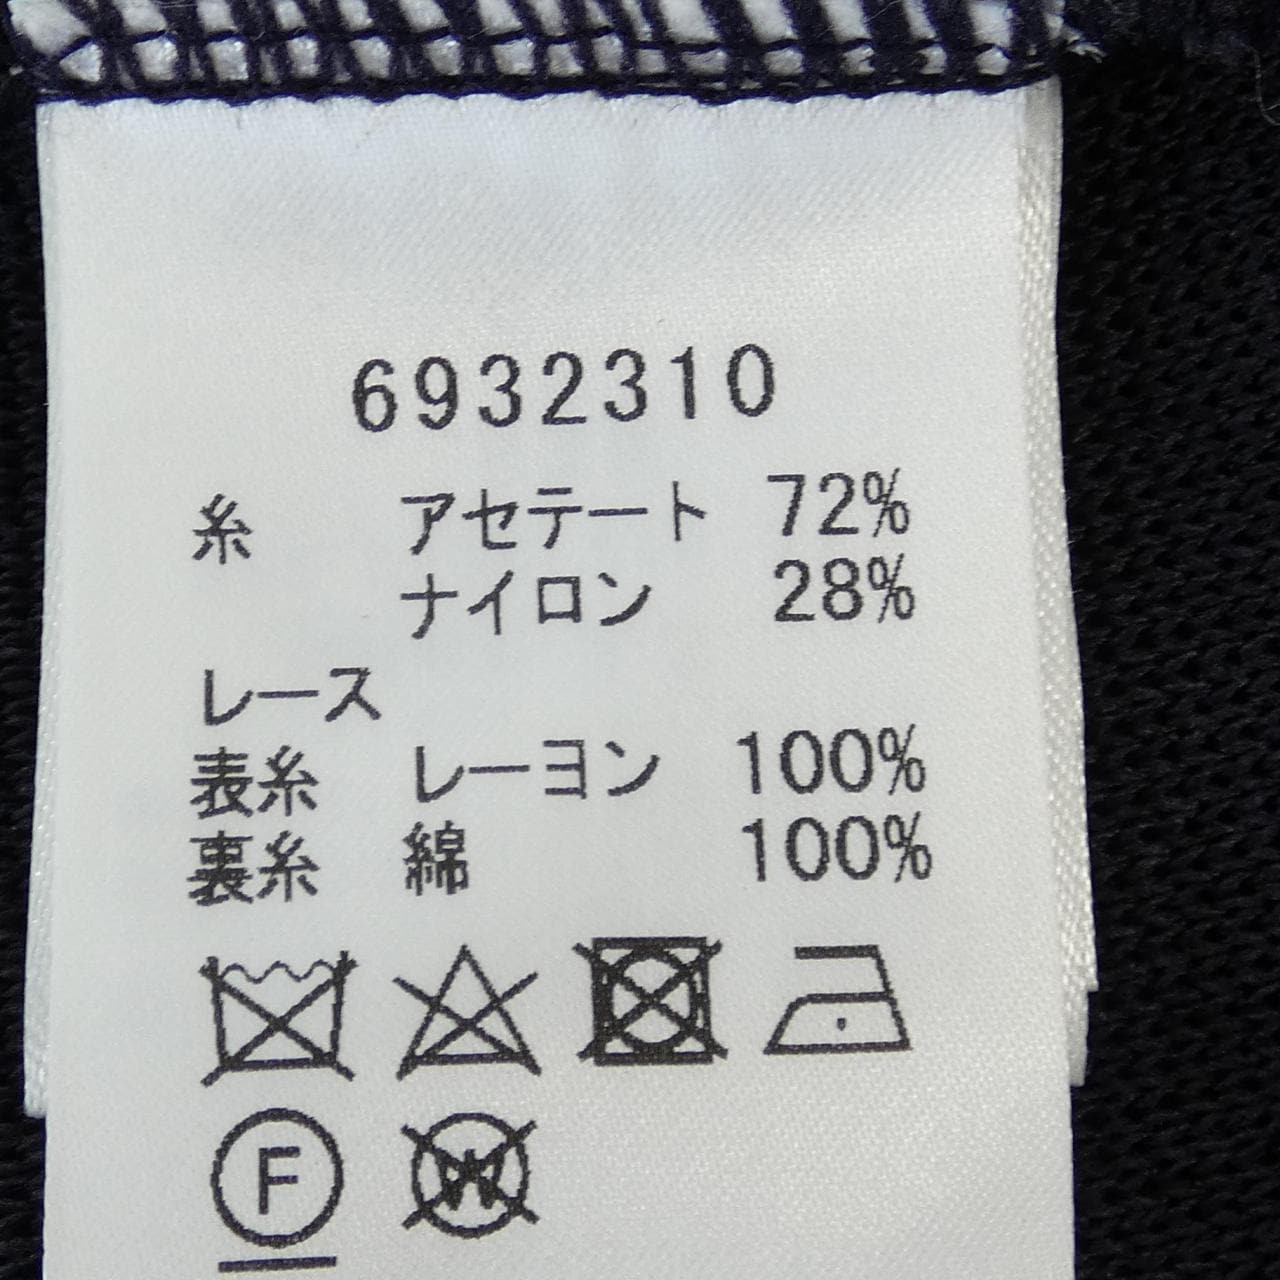 6932310
糸 アセテート 72%
ナイロン 28%
レース
表糸 レーヨン 100%
裏糸 綿 100%
F W